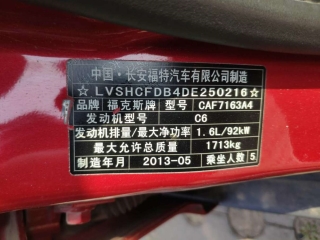 中国·长安福特汽车有限公司制造
☆LVSHCFDB4DE250216☆
品牌 福克斯牌 型号 CAF7163A4
发动机型号 C6
发动机排量/最大净功率 1.6L/92kW
最大允许总质量 1713kg
制造年月 2013-05 乘坐人数 5